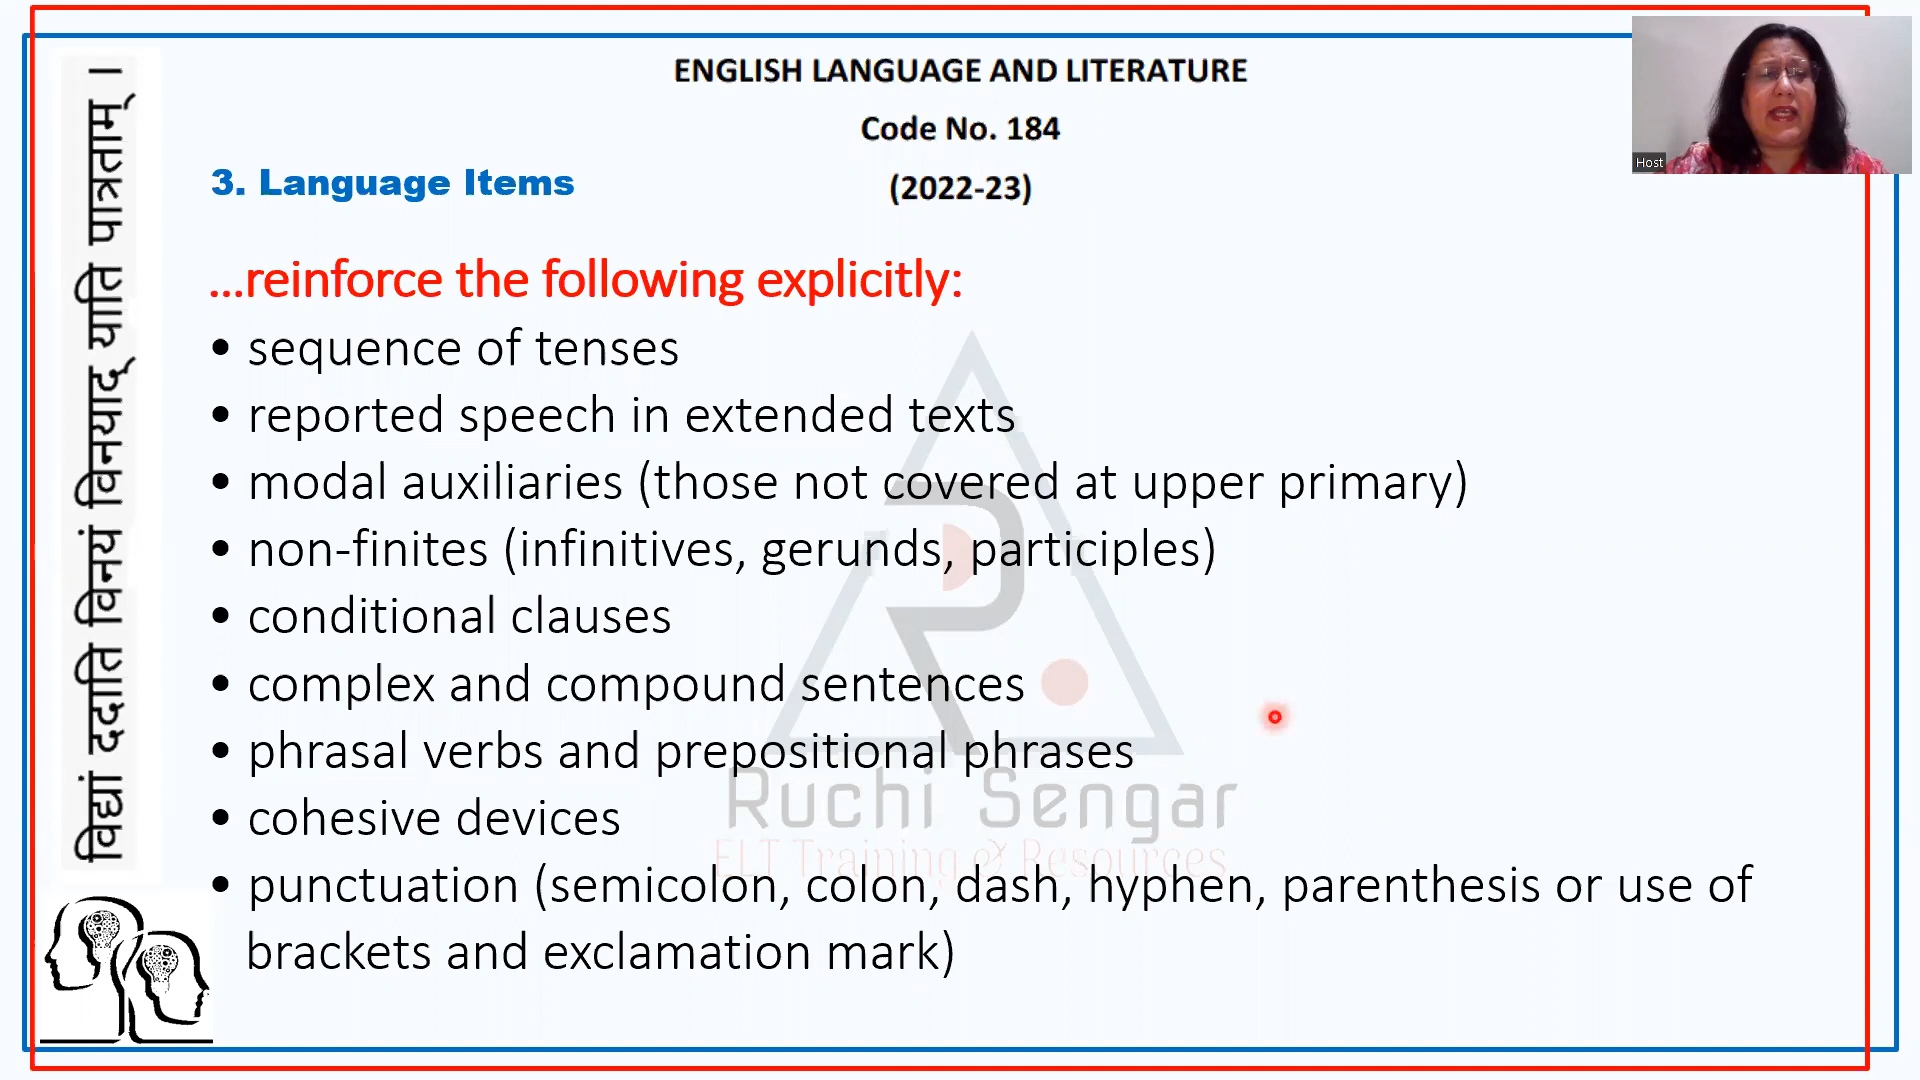 ENGLISH LANGUAGE AND LITERATURE
Code No. 184
3. Language Items
(2022-23)
Host
...reinforce the following explicitly:
• sequence of tenses
• reported speech in extended texts
• modal auxiliaries (those not covered at upper primary)
• non-finites (infinitives, gerunds, participles)
• conditional clauses
• complex and compound sentences
• phrasal verbs and prepositional phrases
• cohesive devices
• punctuation (semicolon, colon, dash, hyphen, parenthesis or use of
brackets and exclamation mark)
विद्यां ददाति विनयं विनयाद् याति पात्रताम् ।
Ruchi Sengar
ELT Training & Resources